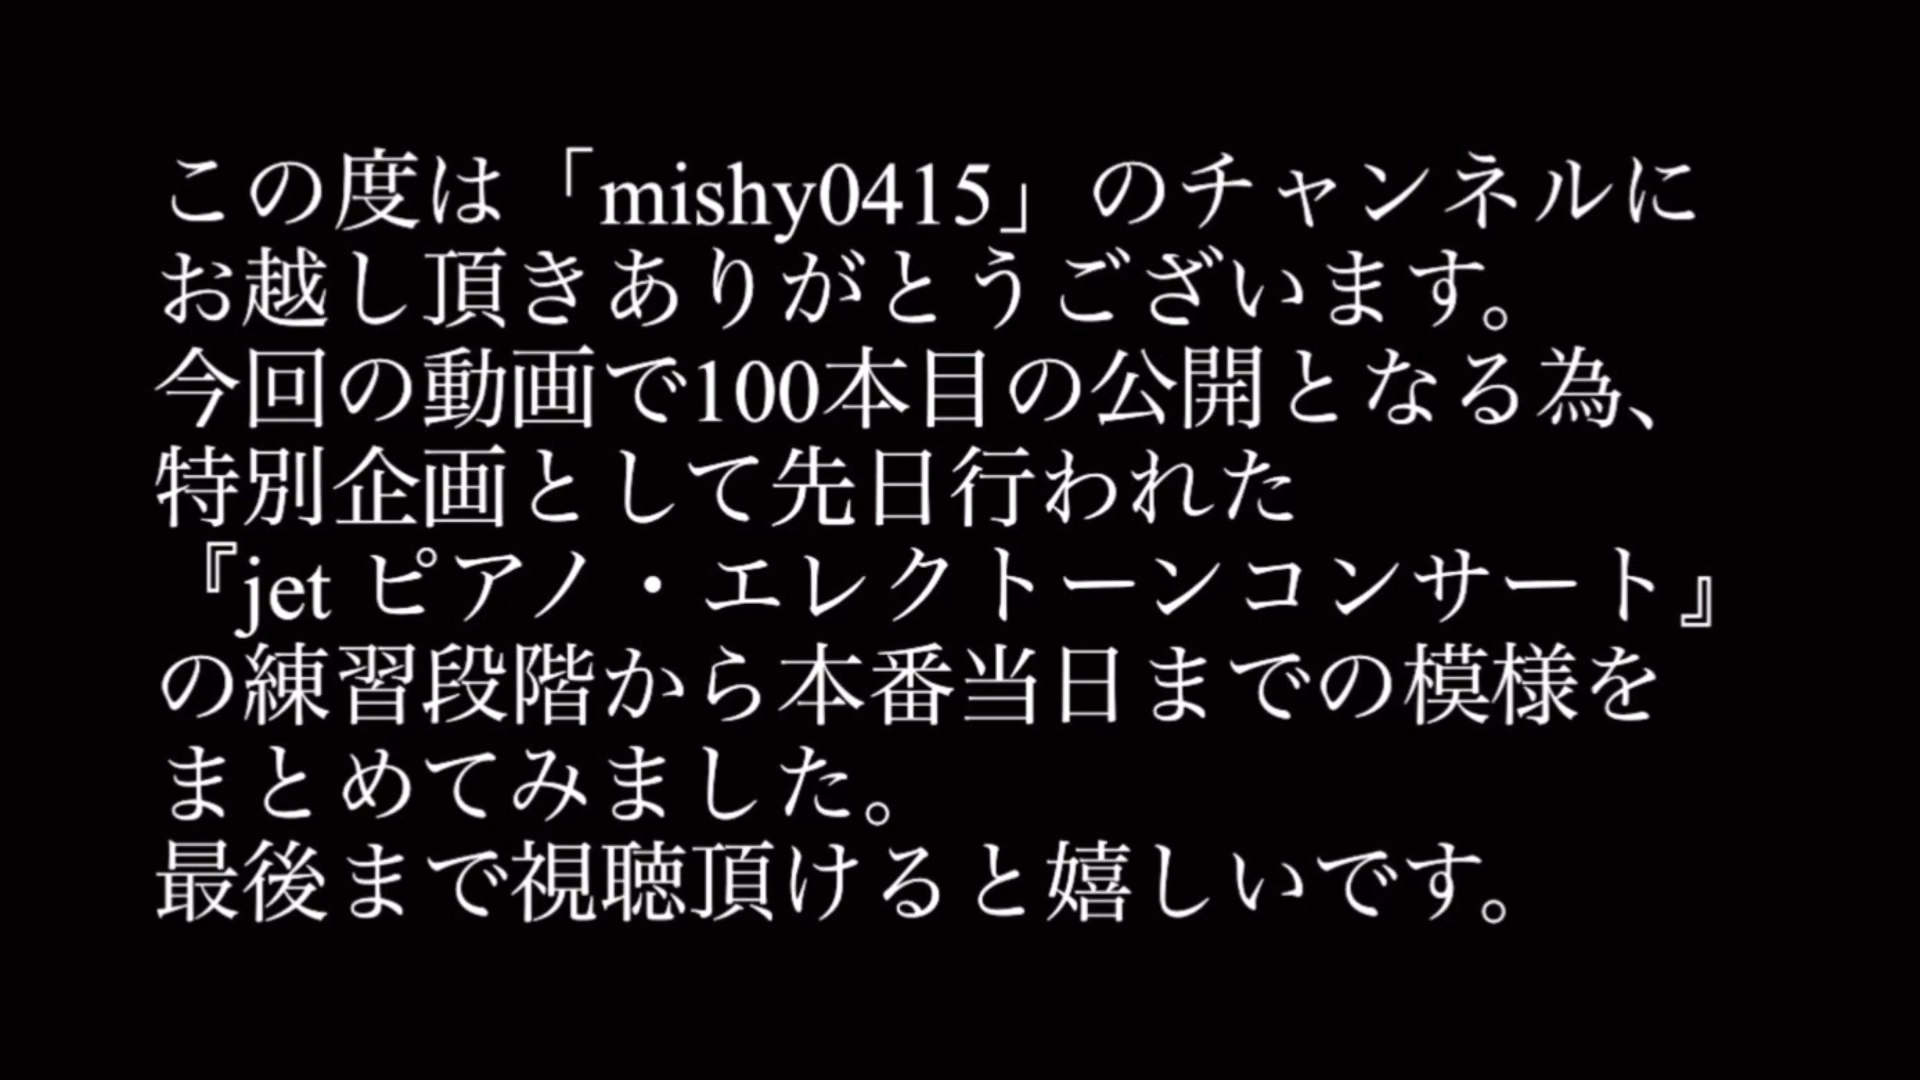 この度は「mishy0415」のチャンネルに
お越し頂きありがとうございます。
今回の動画で100本目の公開となる為、
特別企画として先日行われた
『jet ピアノ・エレクトーンコンサート』
の練習段階から本番当日までの模様を
まとめてみました。
最後まで視聴頂けると嬉しいです。